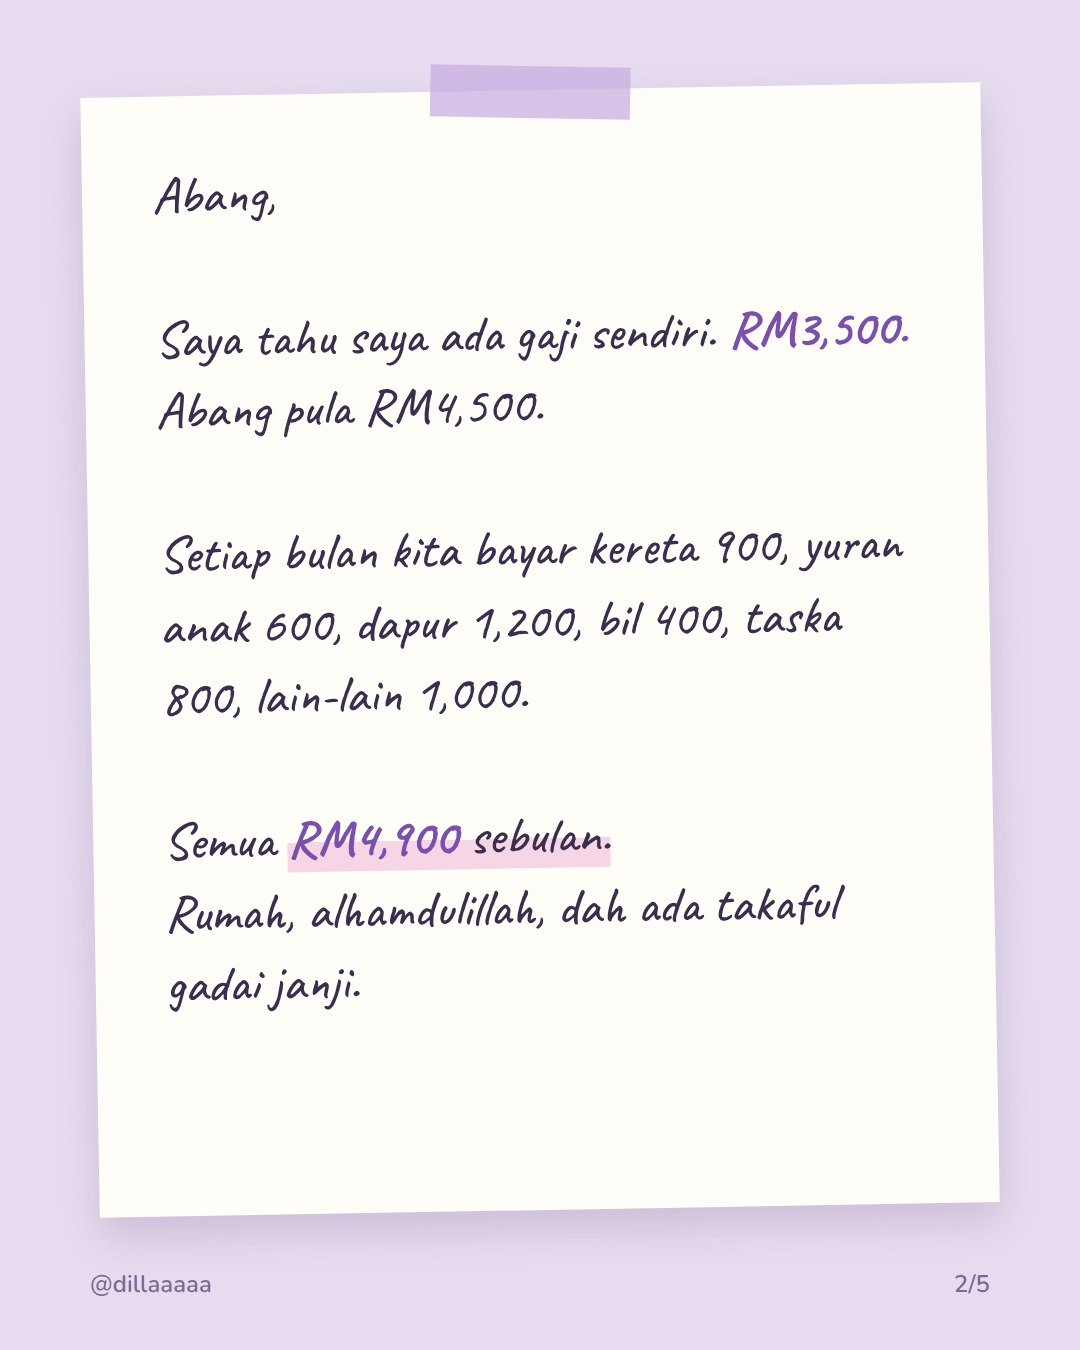 Abang,
Saya tahu saya ada gaji sendiri. RM3,500.
Abang pula RM4,500.
Setiap bulan kita bayar kereta 900, yuran
anak 600, dapur 1,200, bil 400, taska
800, lain-lain 1,000.
Semua RM4,900 sebulan.
Rumah, alhamdulillah, dah ada takaful
gadai janji.
@dillaaaaa
2/5